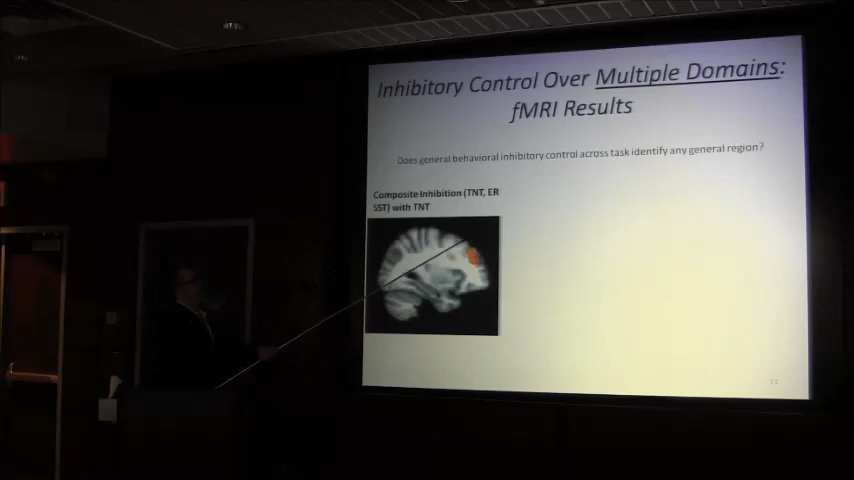 Inhibitory Control Over Multiple Domains:
fMRI Results
Does general behavioral inhibitory control across task identify any general region?
Composite Inhibition (TNT, ER
SST) with TNT